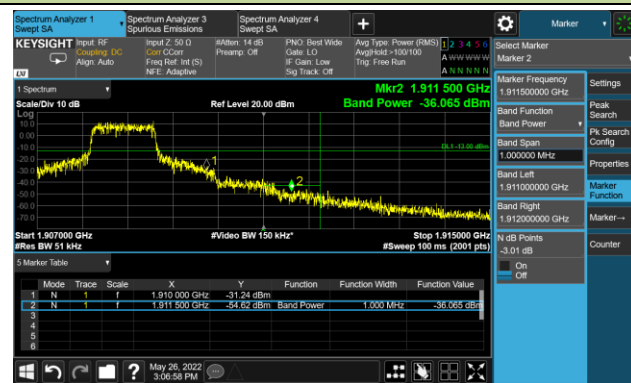 Spectrum Analyzer 1
Swept SA
Spectrum Analyzer 3
Spurious Emissions
Spectrum Analyzer 4
Swept SA
Marker
KEYSIGHT
Input: RF
Coupling: DC
Align: Auto
Input Z: 50 Ω
Corr CCorr
Freq Ref: Int (S)
NFE: Adaptive
#Atten: 14 dB
Preamp: Off
PNO: Best Wide
Gate: LO
IF Gain: Low
Sig Track: Off
Avg Type: Power (RMS)
Avg|Hold:>100/100
Trig: Free Run
1 2 3 4 5 6
A W W W W W
A N N N N N
LXI
1 Spectrum
Scale/Div 10 dB
Ref Level 20.00 dBm
Mkr2 1.911 500 GHz
Band Power -36.065 dBm
Log
10.0
0.00
-10.0
-20.0
-30.0
-40.0
-50.0
-60.0
-70.0
DL1 -13.00 dBm
1
2
Start 1.907000 GHz
#Res BW 51 kHz
#Video BW 150 kHz*
Stop 1.915000 GHz
#Sweep 100 ms (2001 pts)
5 Marker Table
Mode Trace Scale X Y Function Function Width Function Value
1 N 1 f 1.910 000 GHz -31.24 dBm
2 N 1 f 1.911 500 GHz -54.62 dBm Band Power 1.000 MHz -36.065 dBm
3
4
5
6
May 26, 2022
3:06:58 PM
Select Marker
Marker 2
Marker Frequency
1.911500000 GHz
Band Function
Band Power
Band Span
1.000000 MHz
Band Left
1.911000000 GHz
Band Right
1.912000000 GHz
N dB Points
-3.01 dB
On
Off
Settings
Peak
Search
Pk Search
Config
Properties
Marker
Function
Marker→
Counter